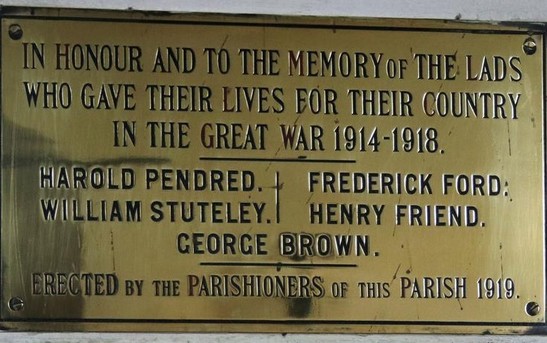 IN HONOUR AND TO THE MEMORY OF THE LADS
WHO GAVE THEIR LIVES FOR THEIR COUNTRY
IN THE GREAT WAR 1914-1918.
HAROLD PENDRED. FREDERICK FORD.
WILLIAM STUTELEY. HENRY FRIEND.
GEORGE BROWN.
ERECTED BY THE PARISHIONERS OF THIS PARISH 1919.